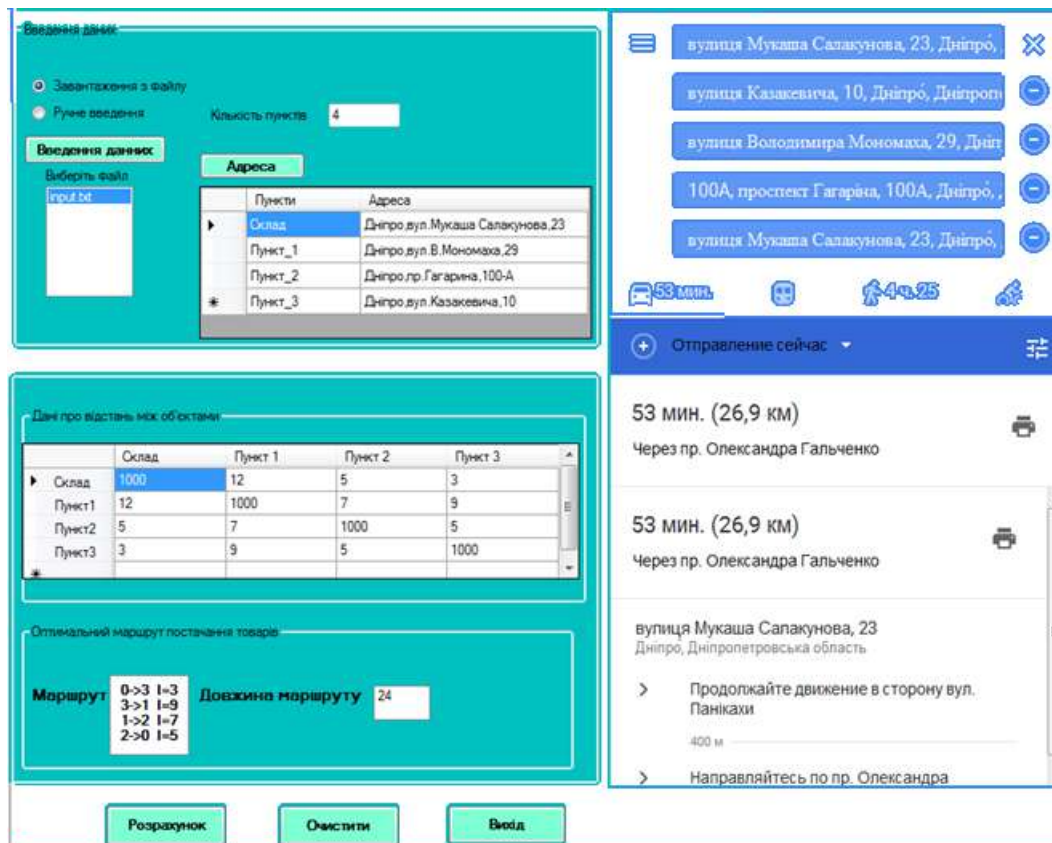 Введення даних
Завантаження з файлу
Ручне введення
Кількість пунктів 4
Введення данних
Виберіть файл
input.txt
Адреса
Пункти Адреса
Склад Дніпро,вул.Мукаша Салакунова,23
Пункт_1 Дніпро,вул.В.Мономаха,29
Пункт_2 Дніпро,пр.Гагарина,100-А
Пункт_3 Дніпро,вул.Казакевича,10
Дані про відстань між об'єктами
Склад Пункт 1 Пункт 2 Пункт 3
Склад 1000 12 5 3
Пункт1 12 1000 7 9
Пункт2 5 7 1000 5
Пункт3 3 9 5 1000
Оптимальний маршрут постачання товарів
Маршрут
0->3 l=3
3->1 l=9
1->2 l=7
2->0 l=5
Довжина маршруту 24
Розрахунок Очистити Вихід
вулиця Мукаша Салакунова, 23, Дніпро́,
вулиця Казакевича, 10, Дніпро́, Дніпроп
вулиця Володимира Мономаха, 29, Дніп
100А, проспект Гагаріна, 100А, Дніпро́,
вулиця Мукаша Салакунова, 23, Дніпро́,
53 мин. 4 ч. 25
Отправление сейчас
53 мин. (26,9 км)
Через пр. Олександра Гальченко
53 мин. (26,9 км)
Через пр. Олександра Гальченко
вулиця Мукаша Салакунова, 23
Дніпро, Дніпропетровська область
Продолжайте движение в сторону вул.
Панікахи
400 м
Направляйтесь по пр. Олександра